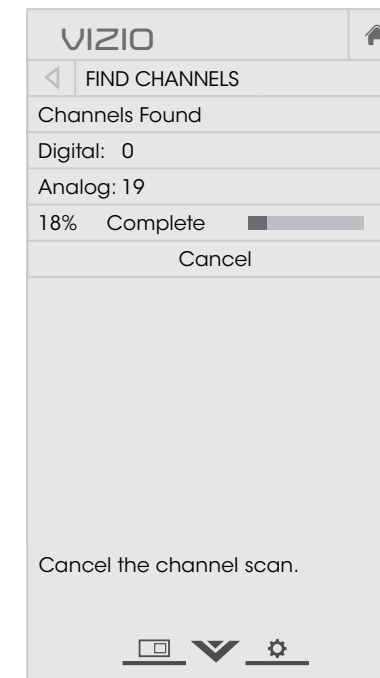 VIZIO
FIND CHANNELS
Channels Found
Digital: 0
Analog: 19
18% Complete
Cancel
Cancel the channel scan.